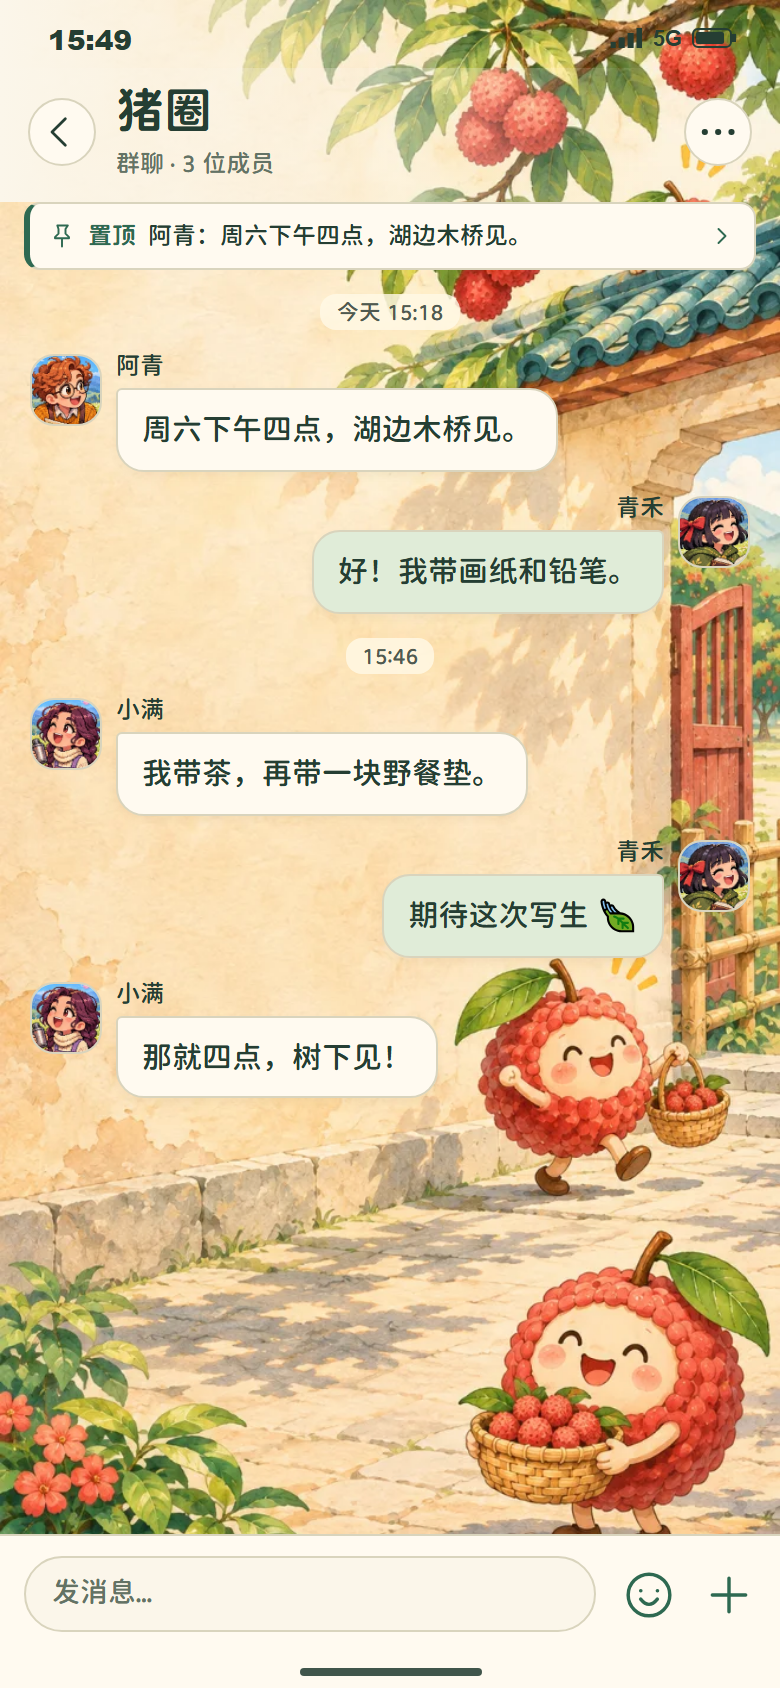 15:49 5G
猪圈
群聊 · 3 位成员
置顶 阿青：周六下午四点，湖边木桥见。
今天 15:18
阿青
周六下午四点，湖边木桥见。
青禾
好！我带画纸和铅笔。
15:46
小满
我带茶，再带一块野餐垫。
青禾
期待这次写生
小满
那就四点，树下见！
发消息…